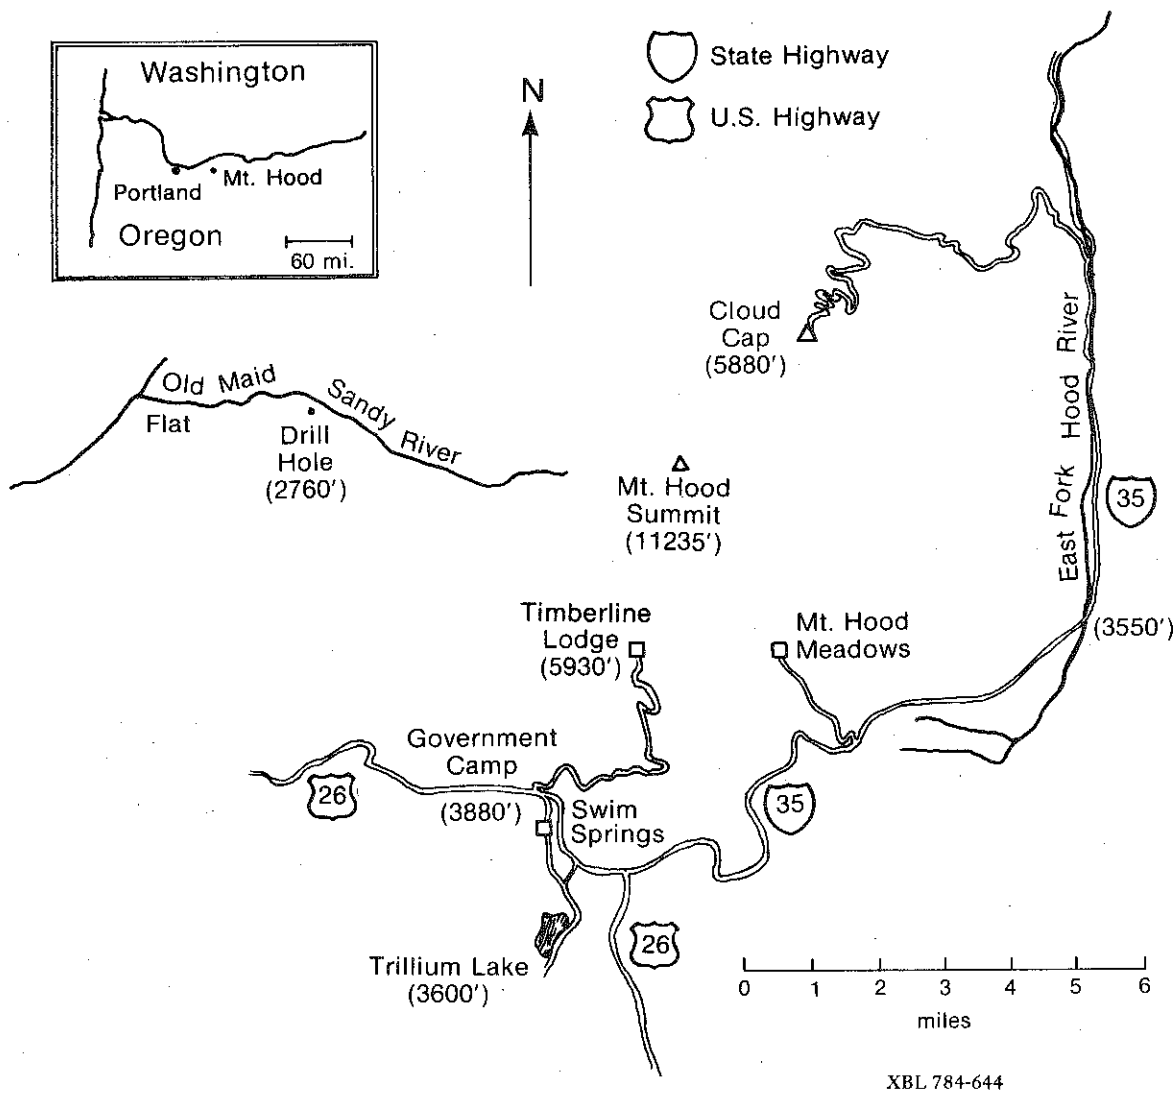 Washington
Portland
Mt. Hood
Oregon
60 mi.
N
State Highway
U.S. Highway
Cloud
Cap
(5880')
Old Maid
Flat
Sandy River
Drill
Hole
(2760')
Mt. Hood
Summit
(11235')
East Fork Hood River
35
(3550')
Timberline
Lodge
(5930')
Mt. Hood
Meadows
Government
Camp
(3880')
26
Swim
Springs
35
26
Trillium Lake
(3600')
0 1 2 3 4 5 6
miles
XBL 784-644